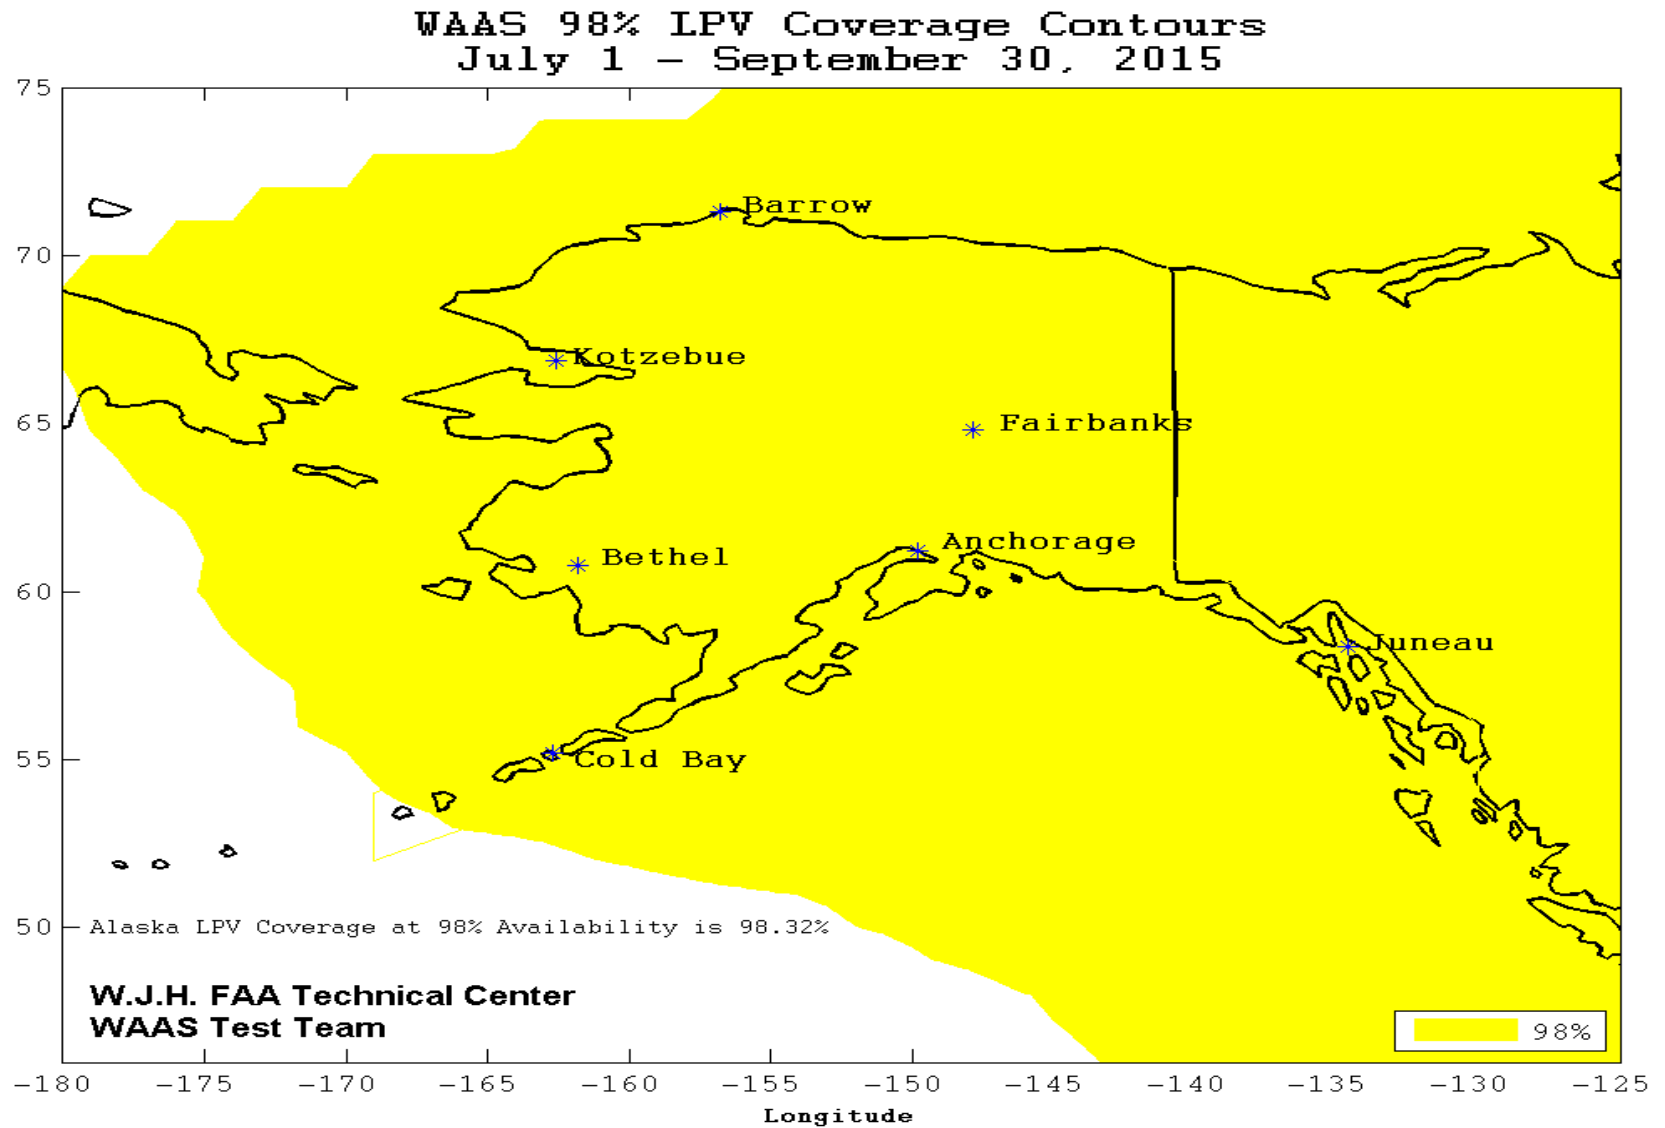 WAAS 98% LPV Coverage Contours
July 1 – September 30, 2015
75
70
65
60
55
50
Barrow
Kotzebue
Fairbanks
Anchorage
Bethel
Juneau
Cold Bay
Alaska LPV Coverage at 98% Availability is 98.32%
W.J.H. FAA Technical Center
WAAS Test Team
98%
−180 −175 −170 −165 −160 −155 −150 −145 −140 −135 −130 −125
Longitude